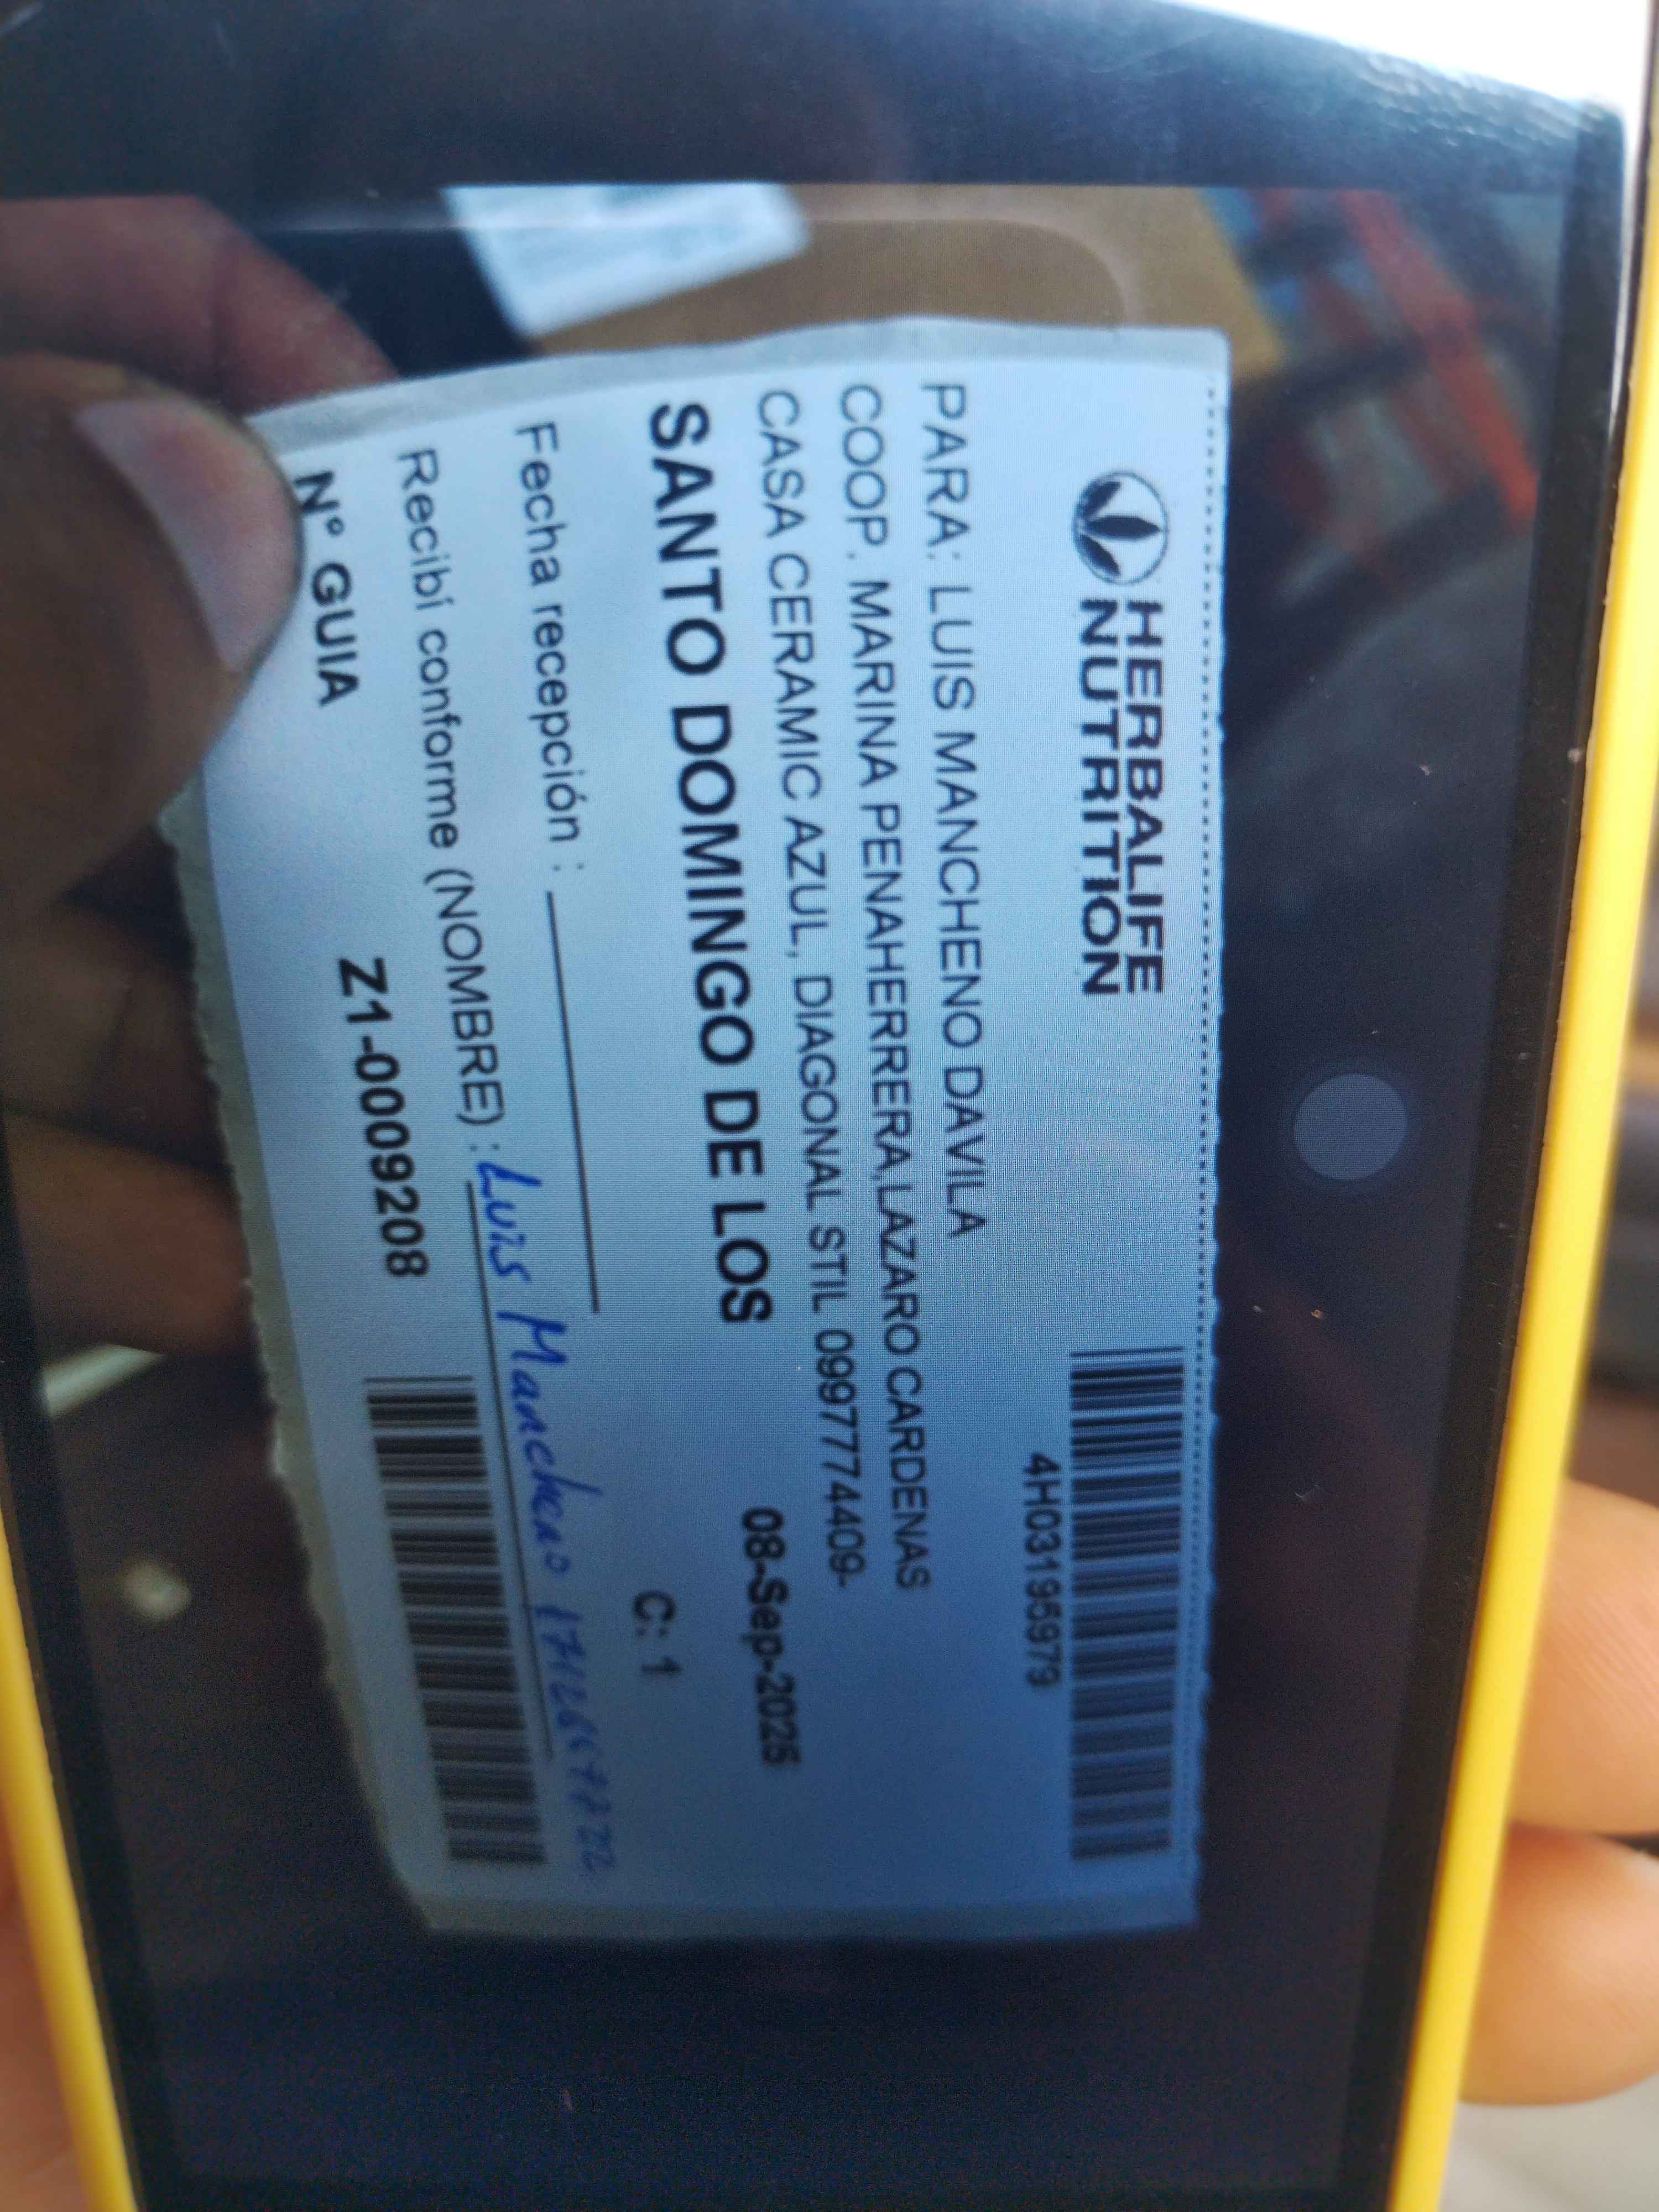 HERBALIFE
NUTRITION
4H03195979
PARA: LUIS MANCHENO DAVILA
COOP. MARINA PENAHERRERA,LAZARO CARDENAS
CASA CERAMIC AZUL, DIAGONAL STIL 0997774409-
08-Sep-2025
SANTO DOMINGO DE LOS
C: 1
Fecha recepción :
Recibí conforme (NOMBRE) : Luis Mancheno
N° GUIA Z1-0009208